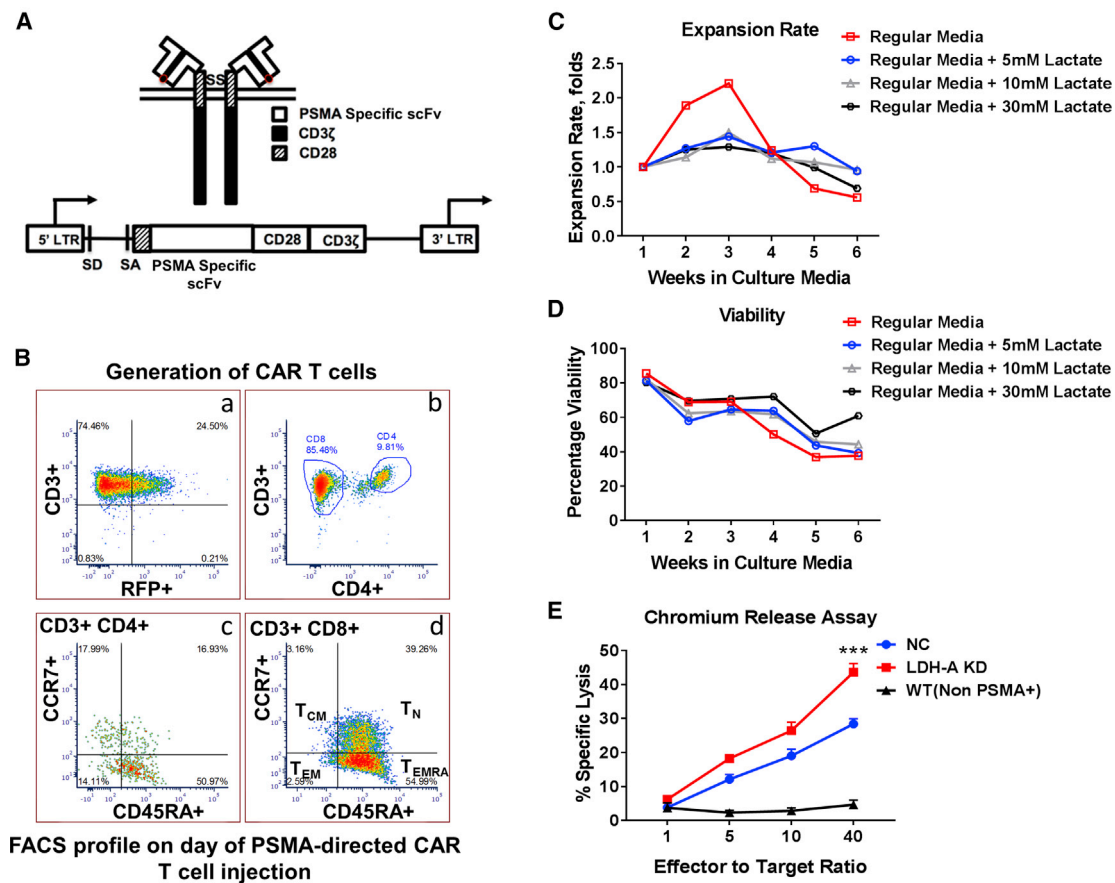 A
SS
PSMA Specific scFv
CD3ζ
CD28
5' LTR
CD28
CD3ζ
3' LTR
SD
SA
PSMA Specific
scFv
B
Generation of CAR T cells
a
74.46%
24.50%
CD3+
0.83%
0.21%
RFP+
b
CD8
85.48%
CD4
9.81%
CD3+
CD4+
CD3+ CD4+
c
17.99%
16.93%
CCR7+
14.11%
50.97%
CD45RA+
CD3+ CD8+
d
3.16%
39.26%
CCR7+
TCM
TN
TEM
TEMRA
2.59%
54.99%
CD45RA+
FACS profile on day of PSMA-directed CAR
T cell injection
C
Expansion Rate
Regular Media
Regular Media + 5mM Lactate
Regular Media + 10mM Lactate
Regular Media + 30mM Lactate
Expansion Rate, folds
2.5
2.0
1.5
1.0
0.5
0.0
1 2 3 4 5 6
Weeks in Culture Media
D
Viability
Regular Media
Regular Media + 5mM Lactate
Regular Media + 10mM Lactate
Regular Media + 30mM Lactate
Percentage Viability
100
80
60
40
20
0
1 2 3 4 5 6
Weeks in Culture Media
E
Chromium Release Assay
NC
LDH-A KD
WT(Non PSMA+)
***
% Specific Lysis
50
40
30
20
10
0
1 5 10 40
Effector to Target Ratio